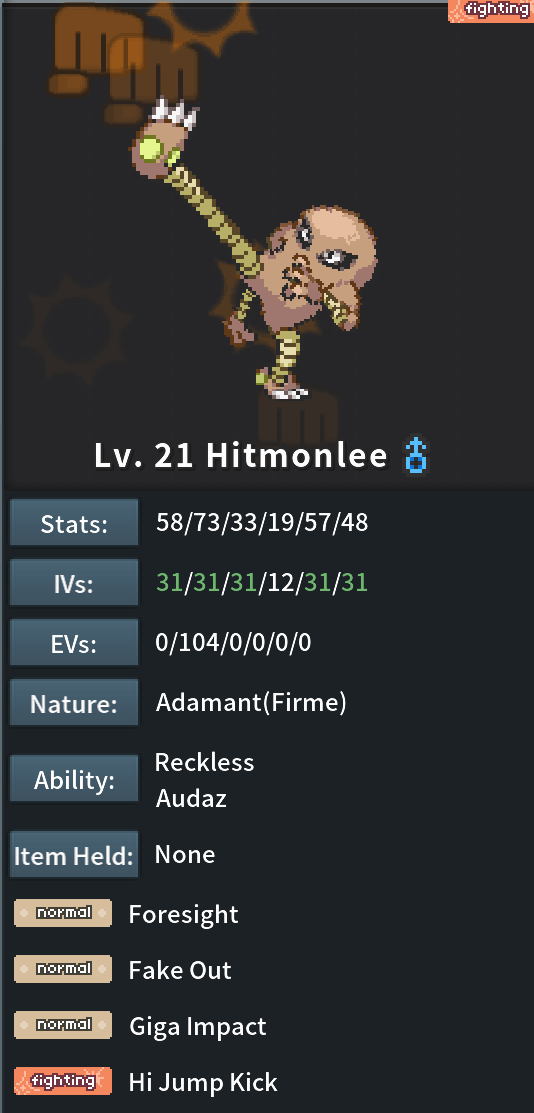 fighting
Lv. 21 Hitmonlee ♂
Stats: 58/73/33/19/57/48
IVs: 31/31/31/12/31/31
EVs: 0/104/0/0/0/0
Nature: Adamant(Firme)
Ability: Reckless
Audaz
Item Held: None
normal Foresight
normal Fake Out
normal Giga Impact
fighting Hi Jump Kick